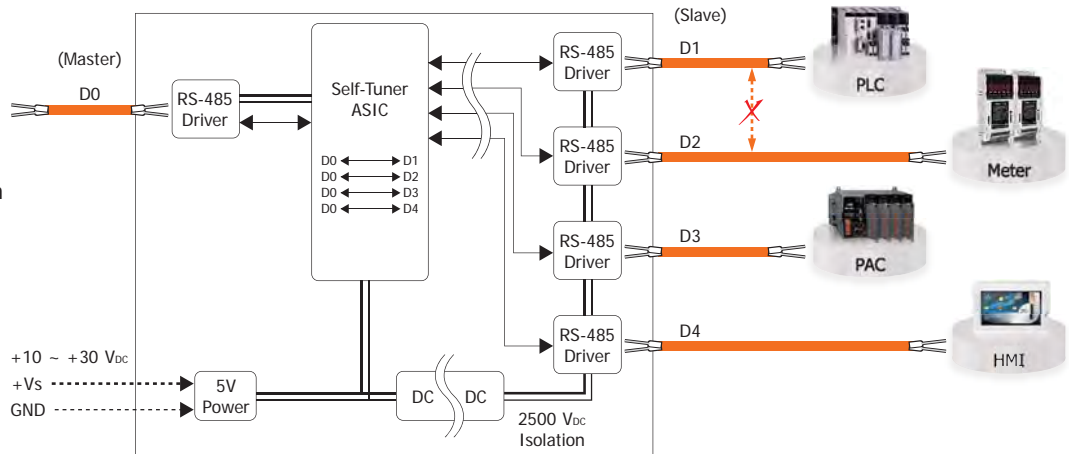 (Master)
D0
RS-485
Driver
Self-Tuner
ASIC
D0 D1
D0 D2
D0 D3
D0 D4
(Slave)
RS-485
Driver
D1
PLC
RS-485
Driver
D2
Meter
RS-485
Driver
D3
PAC
RS-485
Driver
D4
HMI
+10 ~ +30 VDC
+Vs
GND
5V
Power
DC DC
2500 VDC
Isolation